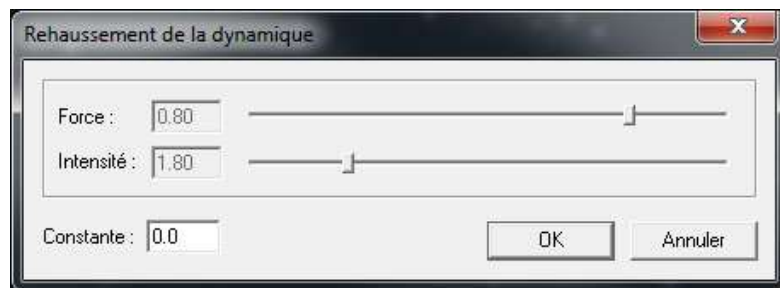 Rehaussement de la dynamique
Force : 0.80
Intensité : 1.80
Constante : 0.0 OK Annuler